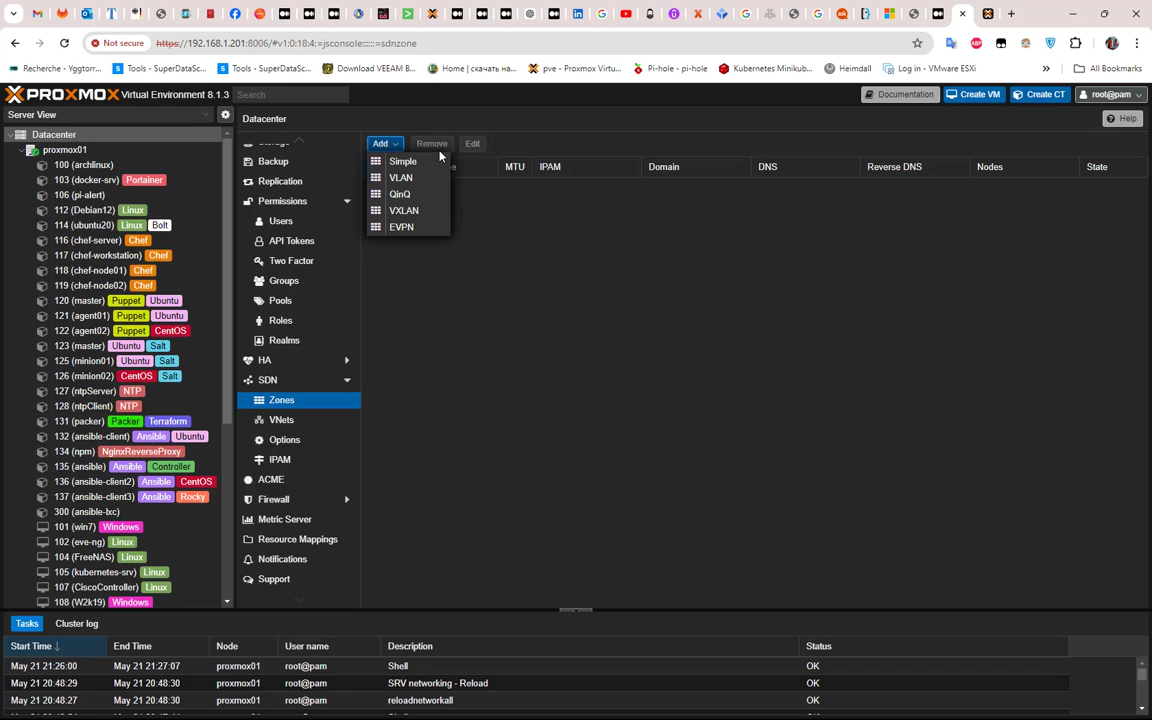 Not secure https://192.168.1.201:8006/#v1:0:18:4:=jsconsole::::::=sdnzone
Recherche - Yggtorr...
Tools - SuperDataSc...
Tools - SuperDataSc...
Download VEEAM B...
Home | скачать на...
pve - Proxmox Virtu...
Pi-hole - pi-hole
Kubernetes Minikub...
Heimdall
Log in - VMware ESXi
All Bookmarks
PROXMOX Virtual Environment 8.1.3 Search
Documentation
Create VM
Create CT
root@pam
Server View
Datacenter
Help
Datacenter
proxmox01
100 (archlinux)
103 (docker-srv) Portainer
106 (pi-alert)
112 (Debian12) Linux
114 (ubuntu20) Linux Bolt
116 (chef-server) Chef
117 (chef-workstation) Chef
118 (chef-node01) Chef
119 (chef-node02) Chef
120 (master) Puppet Ubuntu
121 (agent01) Puppet Ubuntu
122 (agent02) Puppet CentOS
123 (master) Ubuntu Salt
125 (minion01) Ubuntu Salt
126 (minion02) CentOS Salt
127 (ntpServer) NTP
128 (ntpClient) NTP
131 (packer) Packer Terraform
132 (ansible-client) Ansible Ubuntu
134 (npm) NginxReverseProxy
135 (ansible) Ansible Controller
136 (ansible-client2) Ansible CentOS
137 (ansible-client3) Ansible Rocky
300 (ansible-lxc)
101 (win7) Windows
102 (eve-ng) Linux
104 (FreeNAS) Linux
105 (kubernetes-srv) Linux
107 (CiscoController) Linux
108 (W2k19) Windows
Storage
Backup
Replication
Permissions
Users
API Tokens
Two Factor
Groups
Pools
Roles
Realms
HA
SDN
Zones
VNets
Options
IPAM
ACME
Firewall
Metric Server
Resource Mappings
Notifications
Support
Add
Remove
Edit
Simple
VLAN
QinQ
VXLAN
EVPN
MTU IPAM Domain DNS Reverse DNS Nodes State
Tasks Cluster log
Start Time End Time Node User name Description Status
May 21 21:26:00 May 21 21:27:07 proxmox01 root@pam Shell OK
May 21 20:48:29 May 21 20:48:30 proxmox01 root@pam SRV networking - Reload OK
May 21 20:48:27 May 21 20:48:30 proxmox01 root@pam reloadnetworkall OK